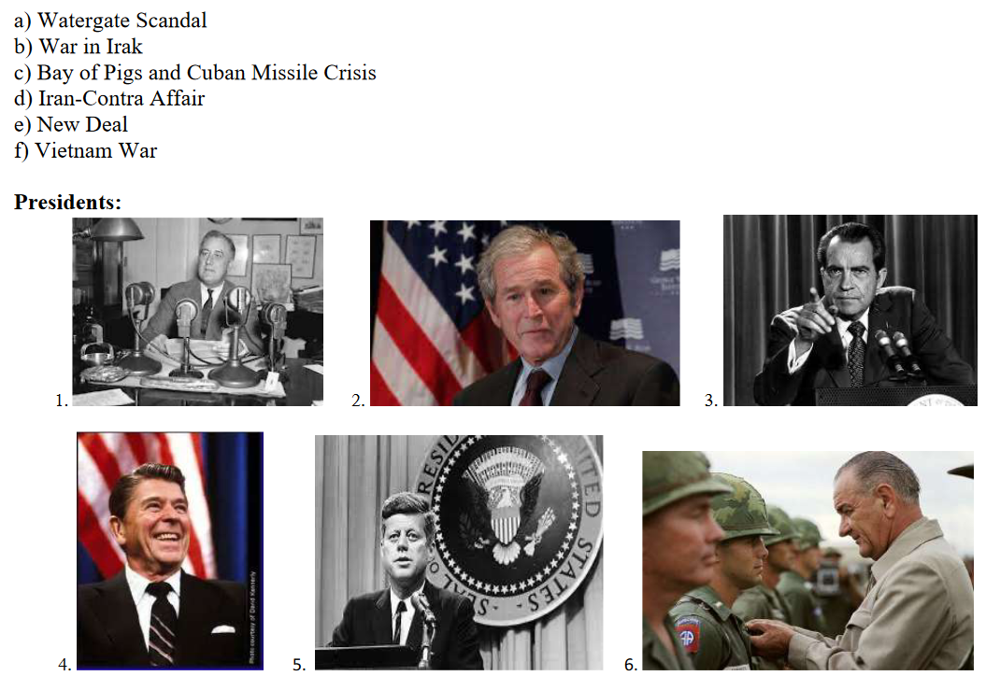 a) Watergate Scandal
b) War in Irak
c) Bay of Pigs and Cuban Missile Crisis
d) Iran-Contra Affair
e) New Deal
f) Vietnam War
Presidents:
1.
2.
3.
4.
Photo courtesy of David Kennerly
5.
RESID
ITED STATES
SEAL O
6.